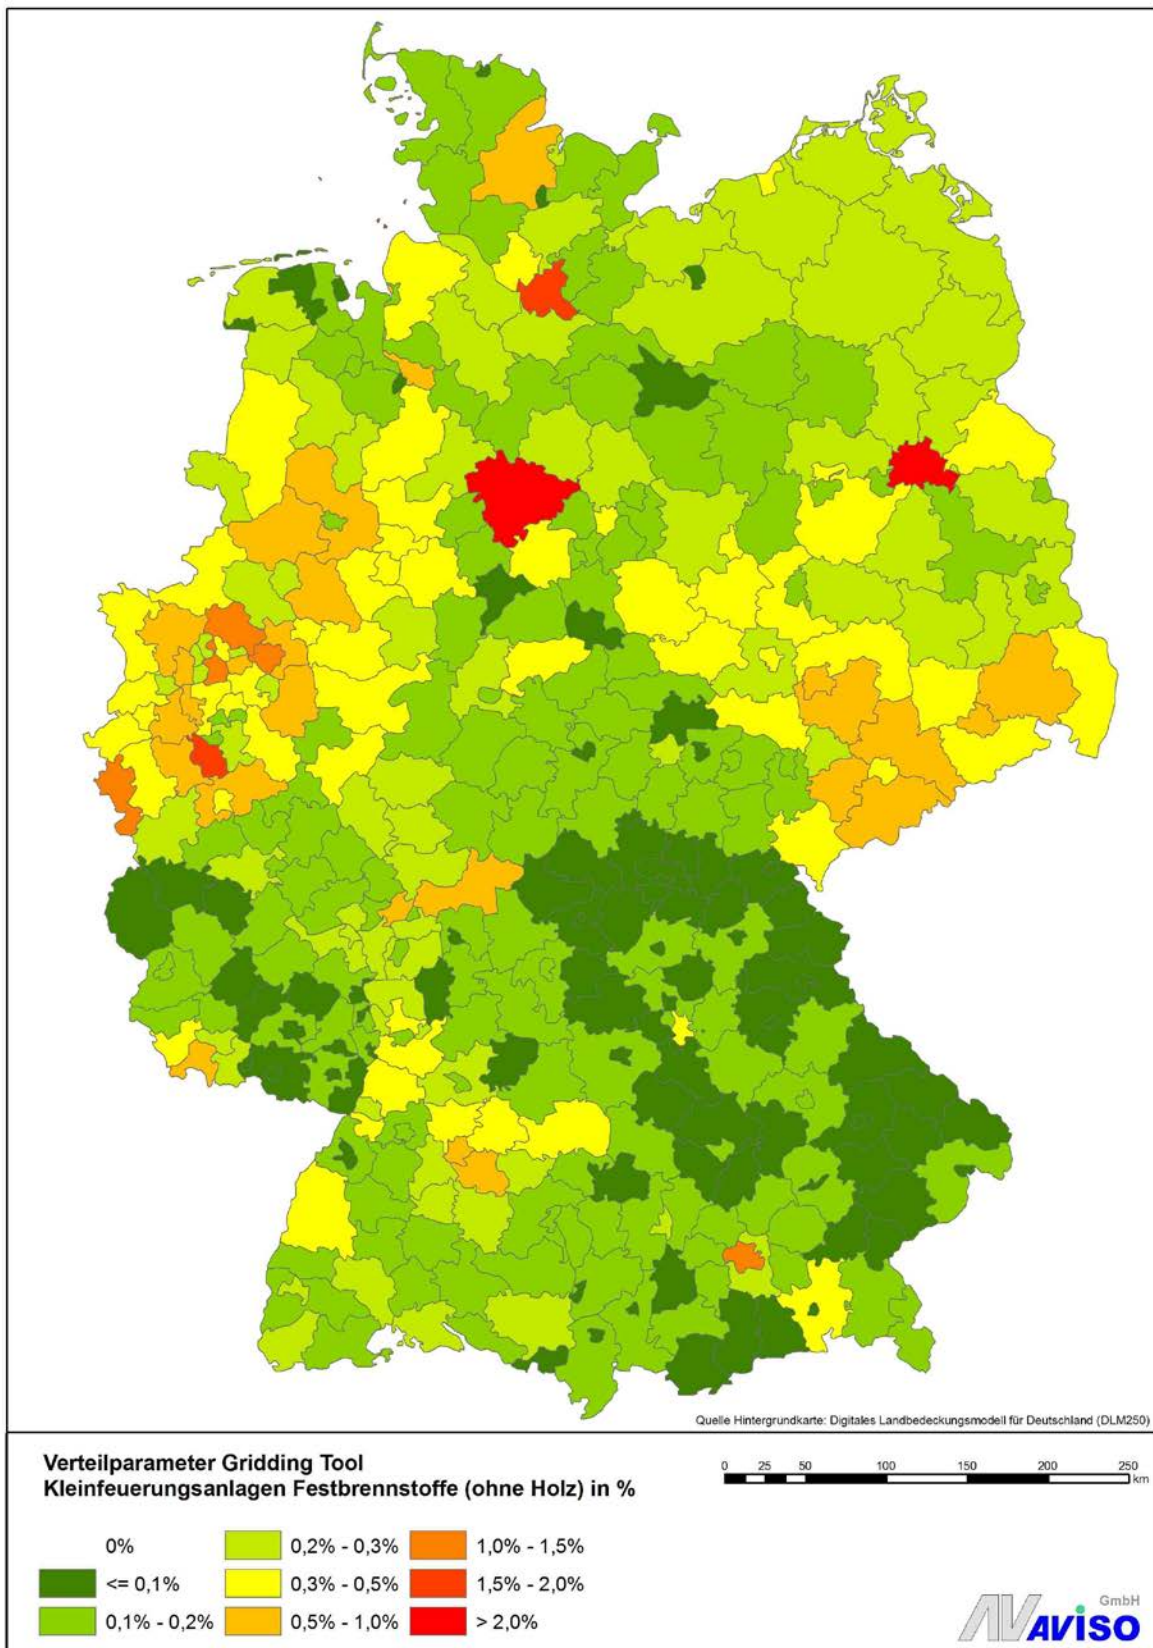 Quelle Hintergrundkarte: Digitales Landbedeckungsmodell für Deutschland (DLM250)
Verteilparameter Gridding Tool
Kleinfeuerungsanlagen Festbrennstoffe (ohne Holz) in %
0 25 50 100 150 200 250
km
0% 0,2% - 0,3% 1,0% - 1,5%
<= 0,1% 0,3% - 0,5% 1,5% - 2,0%
0,1% - 0,2% 0,5% - 1,0% > 2,0%
GmbH
AVISO